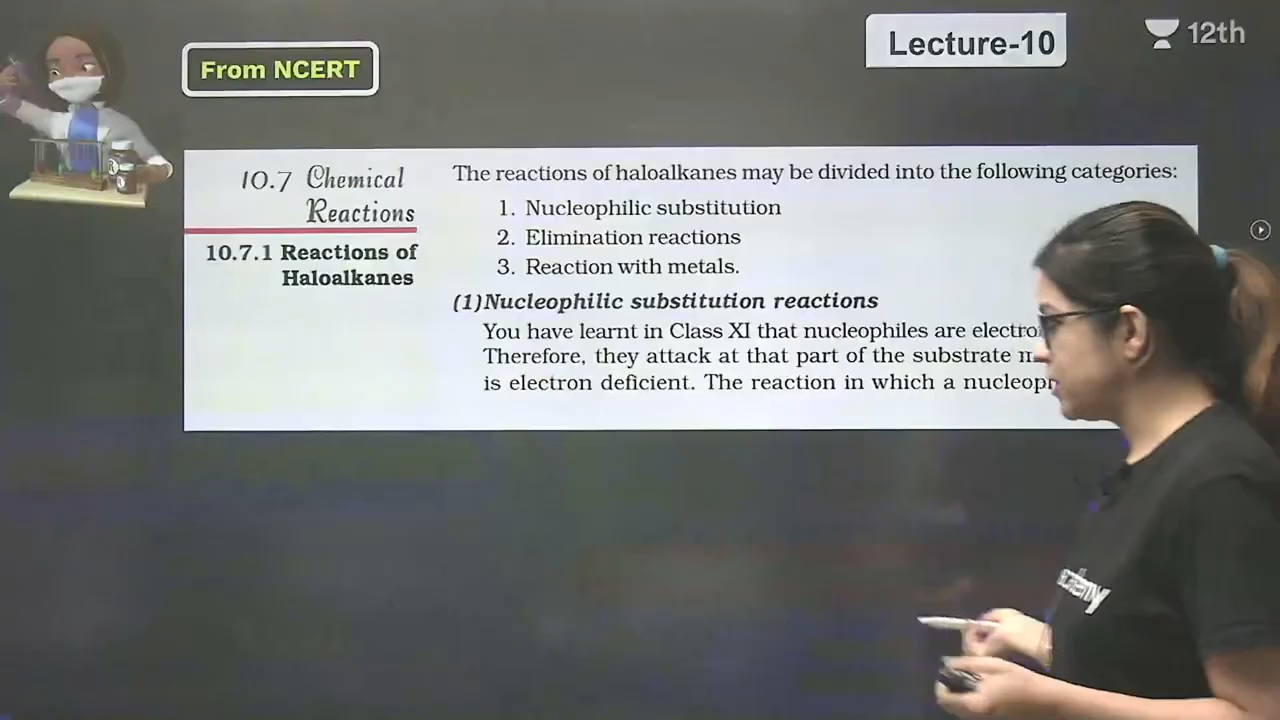 From NCERT
Lecture-10
12th
10.7 Chemical
Reactions
10.7.1 Reactions of
Haloalkanes
The reactions of haloalkanes may be divided into the following categories:
1. Nucleophilic substitution
2. Elimination reactions
3. Reaction with metals.
(1)Nucleophilic substitution reactions
You have learnt in Class XI that nucleophiles are
Therefore, they attack at that part of the substrate
is electron deficient. The reaction in which a